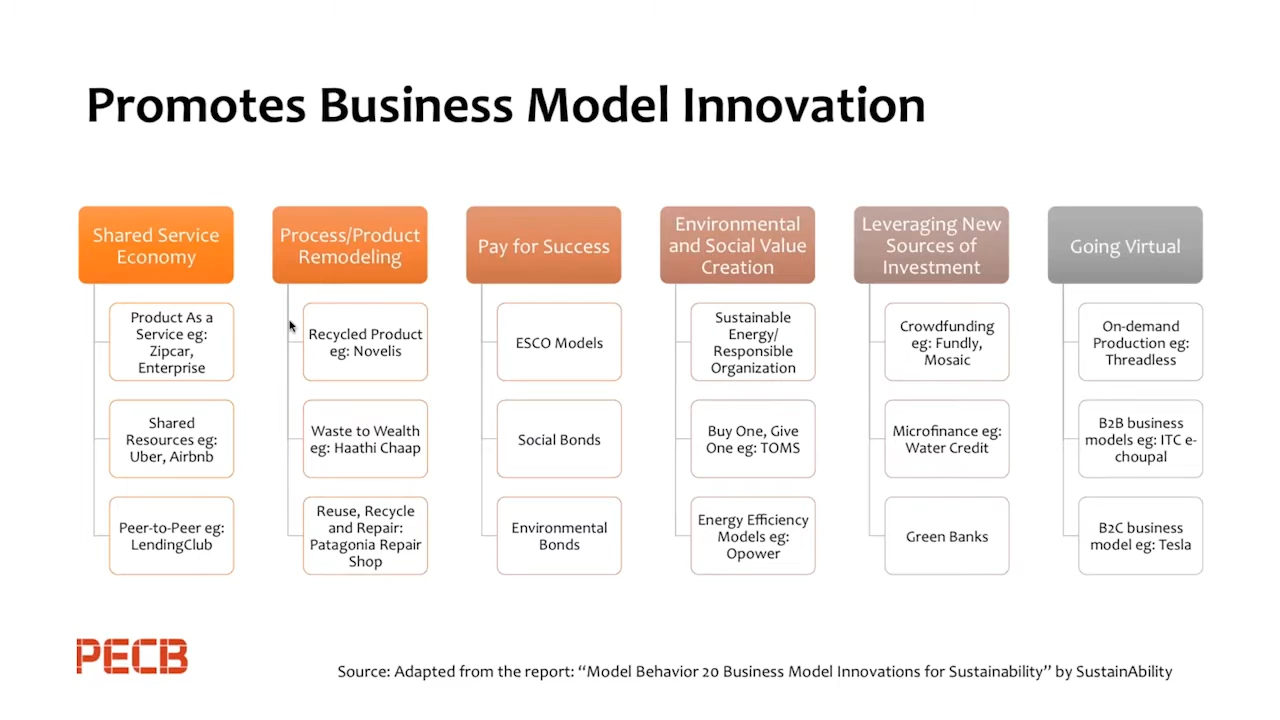 Promotes Business Model Innovation
Shared Service
Economy
Product As a
Service eg:
Zipcar,
Enterprise
Shared
Resources eg:
Uber, Airbnb
Peer-to-Peer eg:
LendingClub
Process/Product
Remodeling
Recycled Product
eg: Novelis
Waste to Wealth
eg: Haathi Chaap
Reuse, Recycle
and Repair:
Patagonia Repair
Shop
Pay for Success
ESCO Models
Social Bonds
Environmental
Bonds
Environmental
and Social Value
Creation
Sustainable
Energy/
Responsible
Organization
Buy One, Give
One eg: TOMS
Energy Efficiency
Models eg:
Opower
Leveraging New
Sources of
Investment
Crowdfunding
eg: Fundly,
Mosaic
Microfinance eg:
Water Credit
Green Banks
Going Virtual
On-demand
Production eg:
Threadless
B2B business
models eg: ITC e-
choupal
B2C business
model eg: Tesla
PECB
Source: Adapted from the report: “Model Behavior 20 Business Model Innovations for Sustainability” by SustainAbility